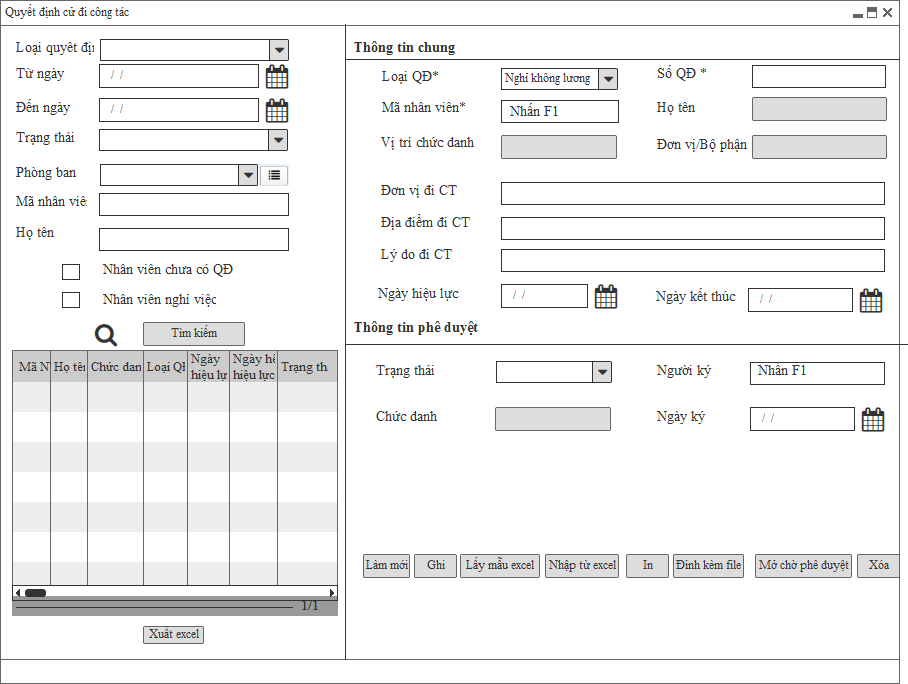 Quyết định cử đi công tác
Loại quyêt địı
Từ ngày
/ /
Đến ngày
/ /
Trạng thái
Phòng ban
Mã nhân viê
Họ tên
Nhân viên chưa có QĐ
Nhân viên nghỉ việc
Tìm kiếm
Mã N Họ têı Chức dan Loại QĐ Ngày hiệu lự Ngày hế hiệu lực Trạng th
1/1
Xuất excel
Thông tin chung
Loại QĐ* Nghỉ không lương Số QĐ *
Mã nhân viên* Nhấn F1 Họ tên
Vị trí chức danh Đơn vị/Bộ phận
Đơn vị đi CT
Địa điểm đi CT
Lý do đi CT
Ngày hiệu lực / / Ngày kết thúc / /
Thông tin phê duyệt
Trạng thái Người ký Nhấn F1
Chức danh Ngày ký / /
Làm mới Ghi Lấy mẫu excel Nhập từ excel In Đính kèm file Mở chờ phê duyệt Xóa